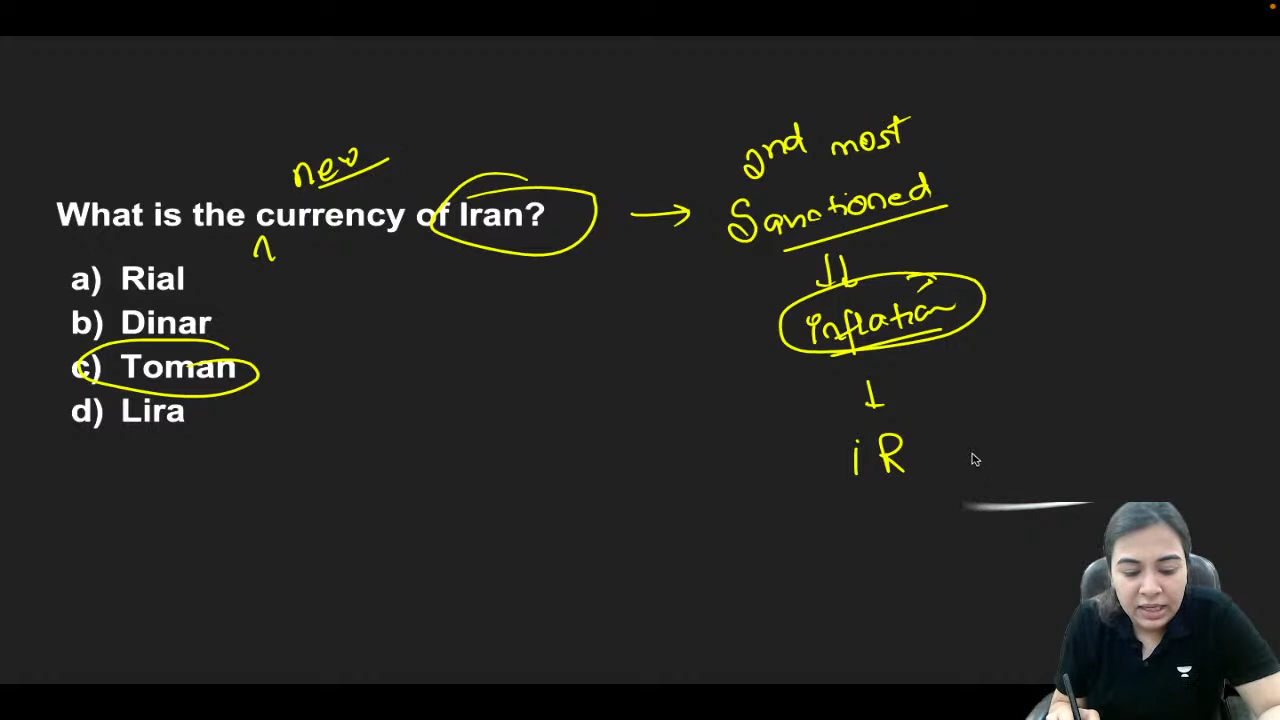 new
What is the currency of Iran?
a) Rial
b) Dinar
c) Toman
d) Lira
2nd most
Sanctioned
inflation
iR